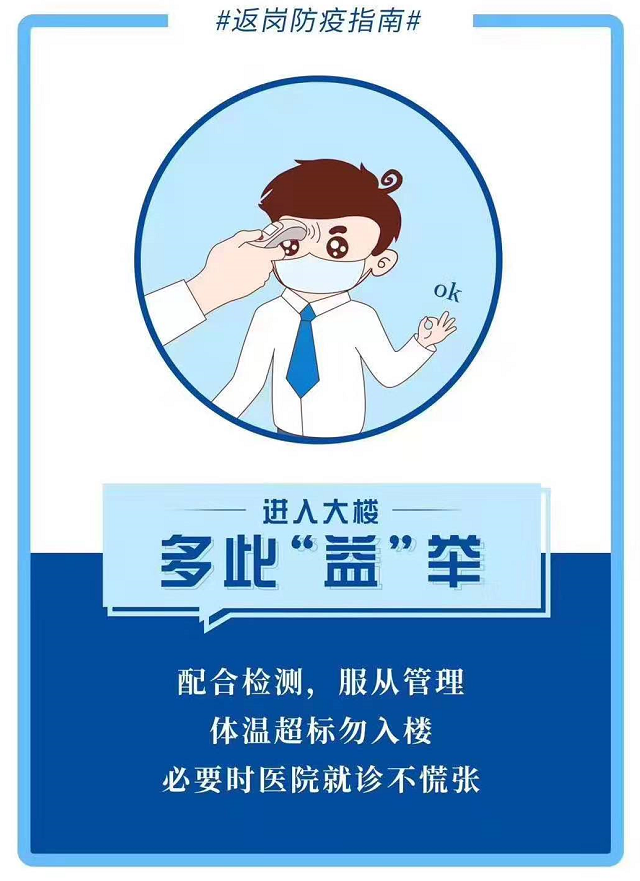 #返岗防疫指南#
ok
进入大楼
多此“益”举
配合检测，服从管理
体温超标勿入楼
必要时医院就诊不慌张